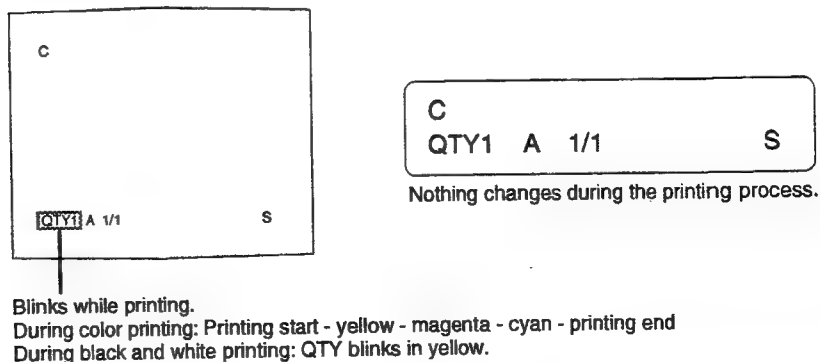 C
QTY1 A 1/1 S
C
QTY1 A 1/1 S
Nothing changes during the printing process.
Blinks while printing.
During color printing: Printing start - yellow - magenta - cyan - printing end
During black and white printing: QTY blinks in yellow.